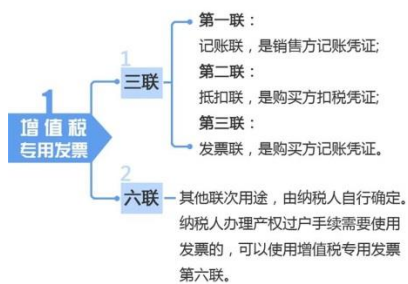 1
增值税
专用发票
1
三联
第一联：
记账联，是销售方记账凭证;
第二联：
抵扣联，是购买方扣税凭证;
第三联：
发票联，是购买方记账凭证。
2
六联
其他联次用途，由纳税人自行确定。
纳税人办理产权过户手续需要使用
发票的，可以使用增值税专用发票
第六联。